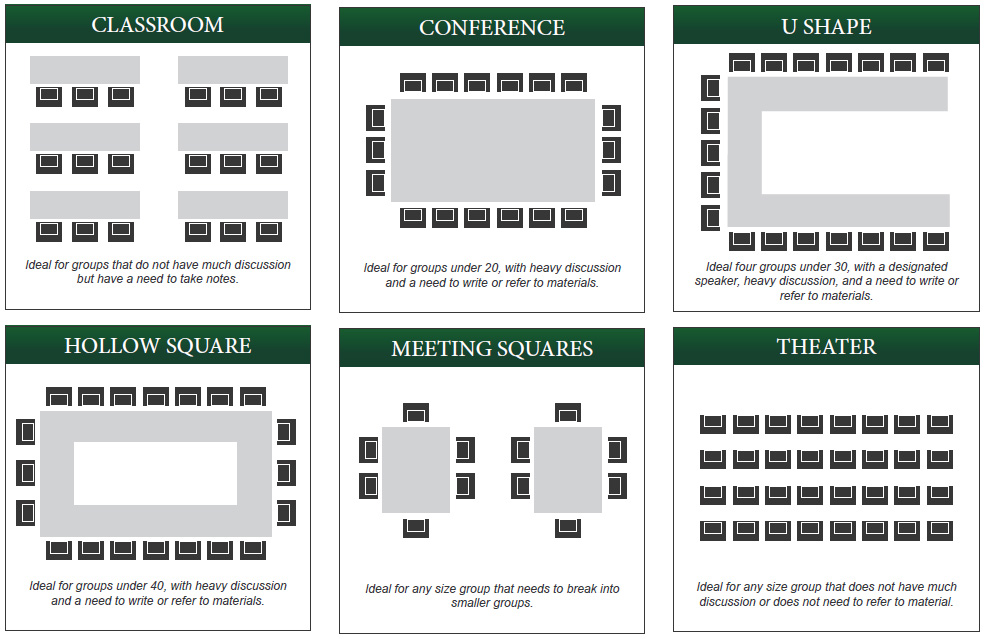 CLASSROOM
Ideal for groups that do not have much discussion
but have a need to take notes.
CONFERENCE
Ideal for groups under 20, with heavy discussion
and a need to write or refer to materials.
U SHAPE
Ideal four groups under 30, with a designated
speaker, heavy discussion, and a need to write or
refer to materials.
HOLLOW SQUARE
Ideal for groups under 40, with heavy discussion
and a need to write or refer to materials.
MEETING SQUARES
Ideal for any size group that needs to break into
smaller groups.
THEATER
Ideal for any size group that does not have much
discussion or does not need to refer to material.